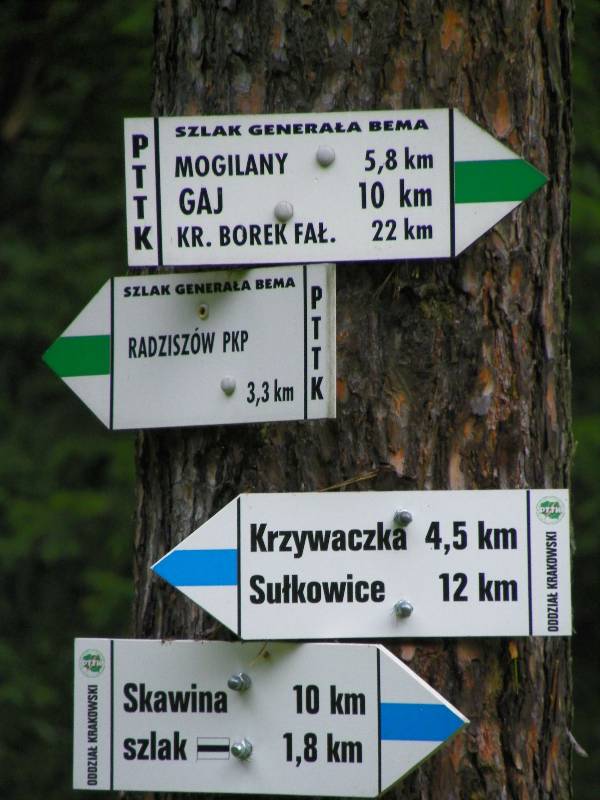 SZLAK GENERAŁA BEMA
PTTK
MOGILANY 5,8 km
GAJ 10 km
KR. BOREK FAŁ. 22 km
SZLAK GENERAŁA BEMA
RADZISZÓW PKP
3,3 km
PTTK
Krzywaczka 4,5 km
Sułkowice 12 km
PTTK
ODDZIAŁ KRAKOWSKI
PTTK
ODDZIAŁ KRAKOWSKI
Skawina 10 km
szlak 1,8 km